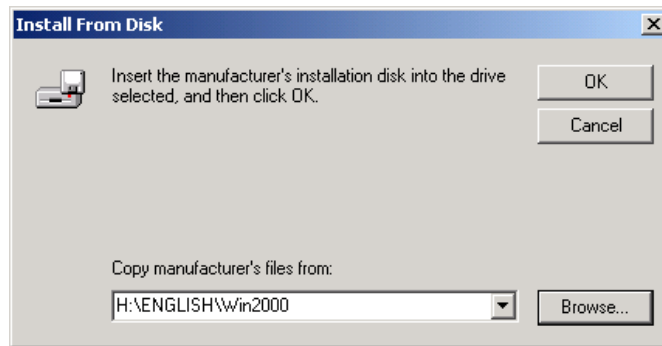 Install From Disk
Insert the manufacturer's installation disk into the drive
selected, and then click OK.
OK
Cancel
Copy manufacturer's files from:
H:\ENGLISH\Win2000
Browse...